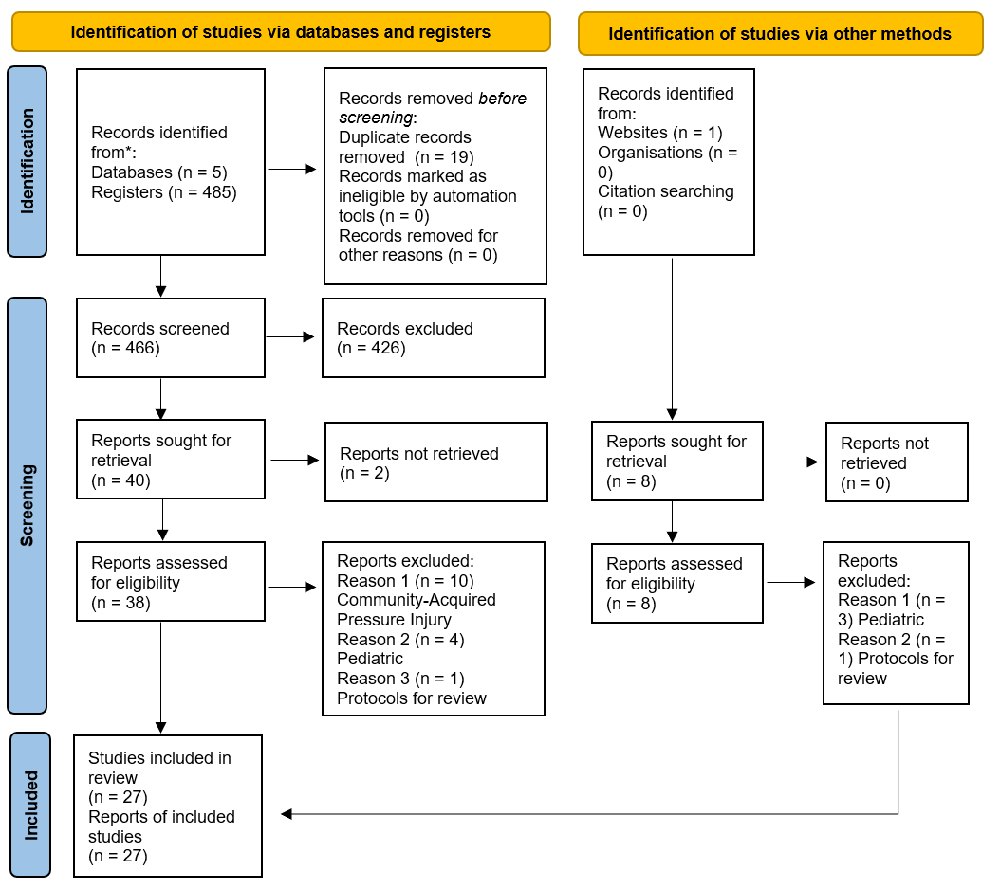 Identification of studies via databases and registers
Identification of studies via other methods
Identification
Records identified
from*:
Databases (n = 5)
Registers (n = 485)
Records removed before
screening:
Duplicate records
removed (n = 19)
Records marked as
ineligible by automation
tools (n = 0)
Records removed for
other reasons (n = 0)
Records identified
from:
Websites (n = 1)
Organisations (n =
0)
Citation searching
(n = 0)
Screening
Records screened
(n = 466)
Records excluded
(n = 426)
Reports sought for
retrieval
(n = 40)
Reports not retrieved
(n = 2)
Reports sought for
retrieval
(n = 8)
Reports not
retrieved
(n = 0)
Reports assessed
for eligibility
(n = 38)
Reports excluded:
Reason 1 (n = 10)
Community-Acquired
Pressure Injury
Reason 2 (n = 4)
Pediatric
Reason 3 (n = 1)
Protocols for review
Reports assessed
for eligibility
(n = 8)
Reports
excluded:
Reason 1 (n =
3) Pediatric
Reason 2 (n =
1) Protocols for
review
Included
Studies included in
review
(n = 27)
Reports of included
studies
(n = 27)